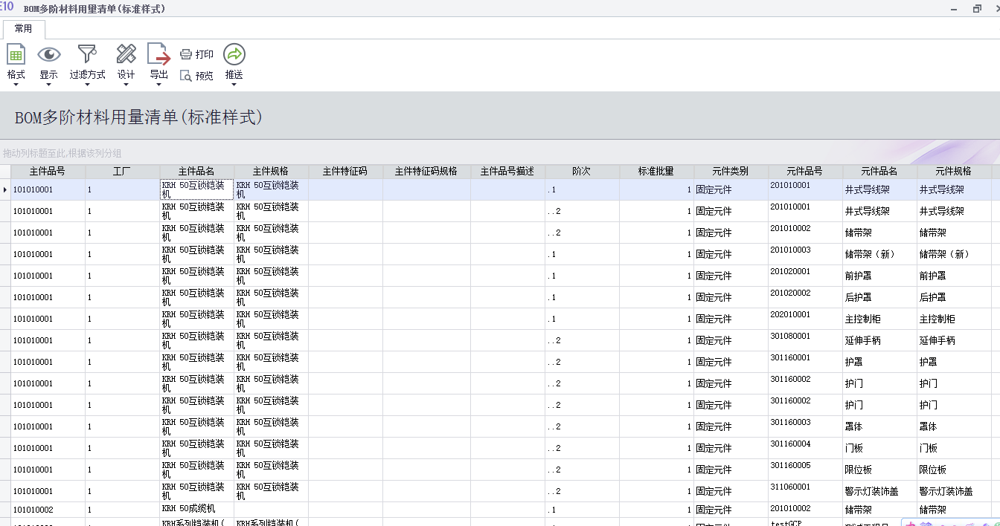 E10 BOM多阶材料用量清单(标准样式)
常用
格式 显示 过滤方式 设计 导出 打印 预览 推送
BOM多阶材料用量清单(标准样式)
拖动列标题至此,根据该列分组
主件品号 工厂 主件品名 主件规格 主件特征码 主件特征码规格 主件品号描述 阶次 标准批量 元件类别 元件品号 元件品名 元件规格
101010001 1 KRH 50互锁铠装机 KRH 50互锁铠装机 .1 1 固定元件 201010001 井式导线架 井式导线架
101010001 1 KRH 50互锁铠装机 KRH 50互锁铠装机 ..2 1 固定元件 201010001 井式导线架 井式导线架
101010001 1 KRH 50互锁铠装机 KRH 50互锁铠装机 ..2 1 固定元件 201010002 储带架 储带架
101010001 1 KRH 50互锁铠装机 KRH 50互锁铠装机 .1 1 固定元件 201010003 储带架（新） 储带架（新）
101010001 1 KRH 50互锁铠装机 KRH 50互锁铠装机 .1 1 固定元件 201020001 前护罩 前护罩
101010001 1 KRH 50互锁铠装机 KRH 50互锁铠装机 .1 1 固定元件 201020002 后护罩 后护罩
101010001 1 KRH 50互锁铠装机 KRH 50互锁铠装机 .1 1 固定元件 202010001 主控制柜 主控制柜
101010001 1 KRH 50互锁铠装机 KRH 50互锁铠装机 ..2 1 固定元件 301080001 延伸手柄 延伸手柄
101010001 1 KRH 50互锁铠装机 KRH 50互锁铠装机 ..2 1 固定元件 301160001 护罩 护罩
101010001 1 KRH 50互锁铠装机 KRH 50互锁铠装机 ..2 1 固定元件 301160002 护门 护门
101010001 1 KRH 50互锁铠装机 KRH 50互锁铠装机 ..2 1 固定元件 301160002 护门 护门
101010001 1 KRH 50互锁铠装机 KRH 50互锁铠装机 ..2 1 固定元件 301160003 罩体 罩体
101010001 1 KRH 50互锁铠装机 KRH 50互锁铠装机 ..2 1 固定元件 301160004 门板 门板
101010001 1 KRH 50互锁铠装机 KRH 50互锁铠装机 ..2 1 固定元件 301160005 限位板 限位板
101010001 1 KRH 50互锁铠装机 KRH 50互锁铠装机 ..2 1 固定元件 311060001 警示灯装饰盖 警示灯装饰盖
101010002 1 KRH 50成缆机 .1 1 固定元件 201010002 储带架 储带架
KRH系列铠装机( KRH系列铠装机( testGCP